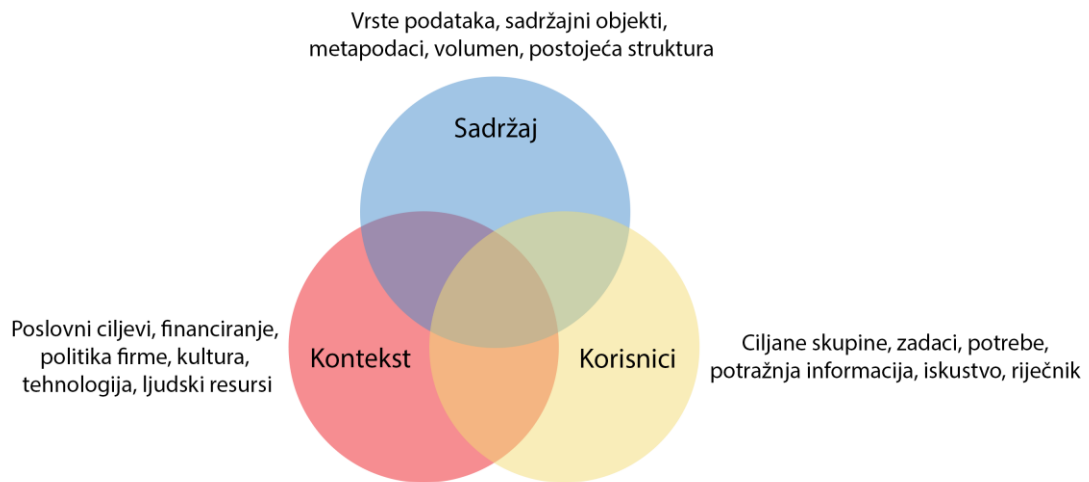 Vrste podataka, sadržajni objekti,
metapodaci, volumen, postojeća struktura
Sadržaj
Poslovni ciljevi, financiranje,
politika firme, kultura,
tehnologija, ljudski resursi
Kontekst
Korisnici
Ciljane skupine, zadaci, potrebe,
potražnja informacija, iskustvo, riječnik